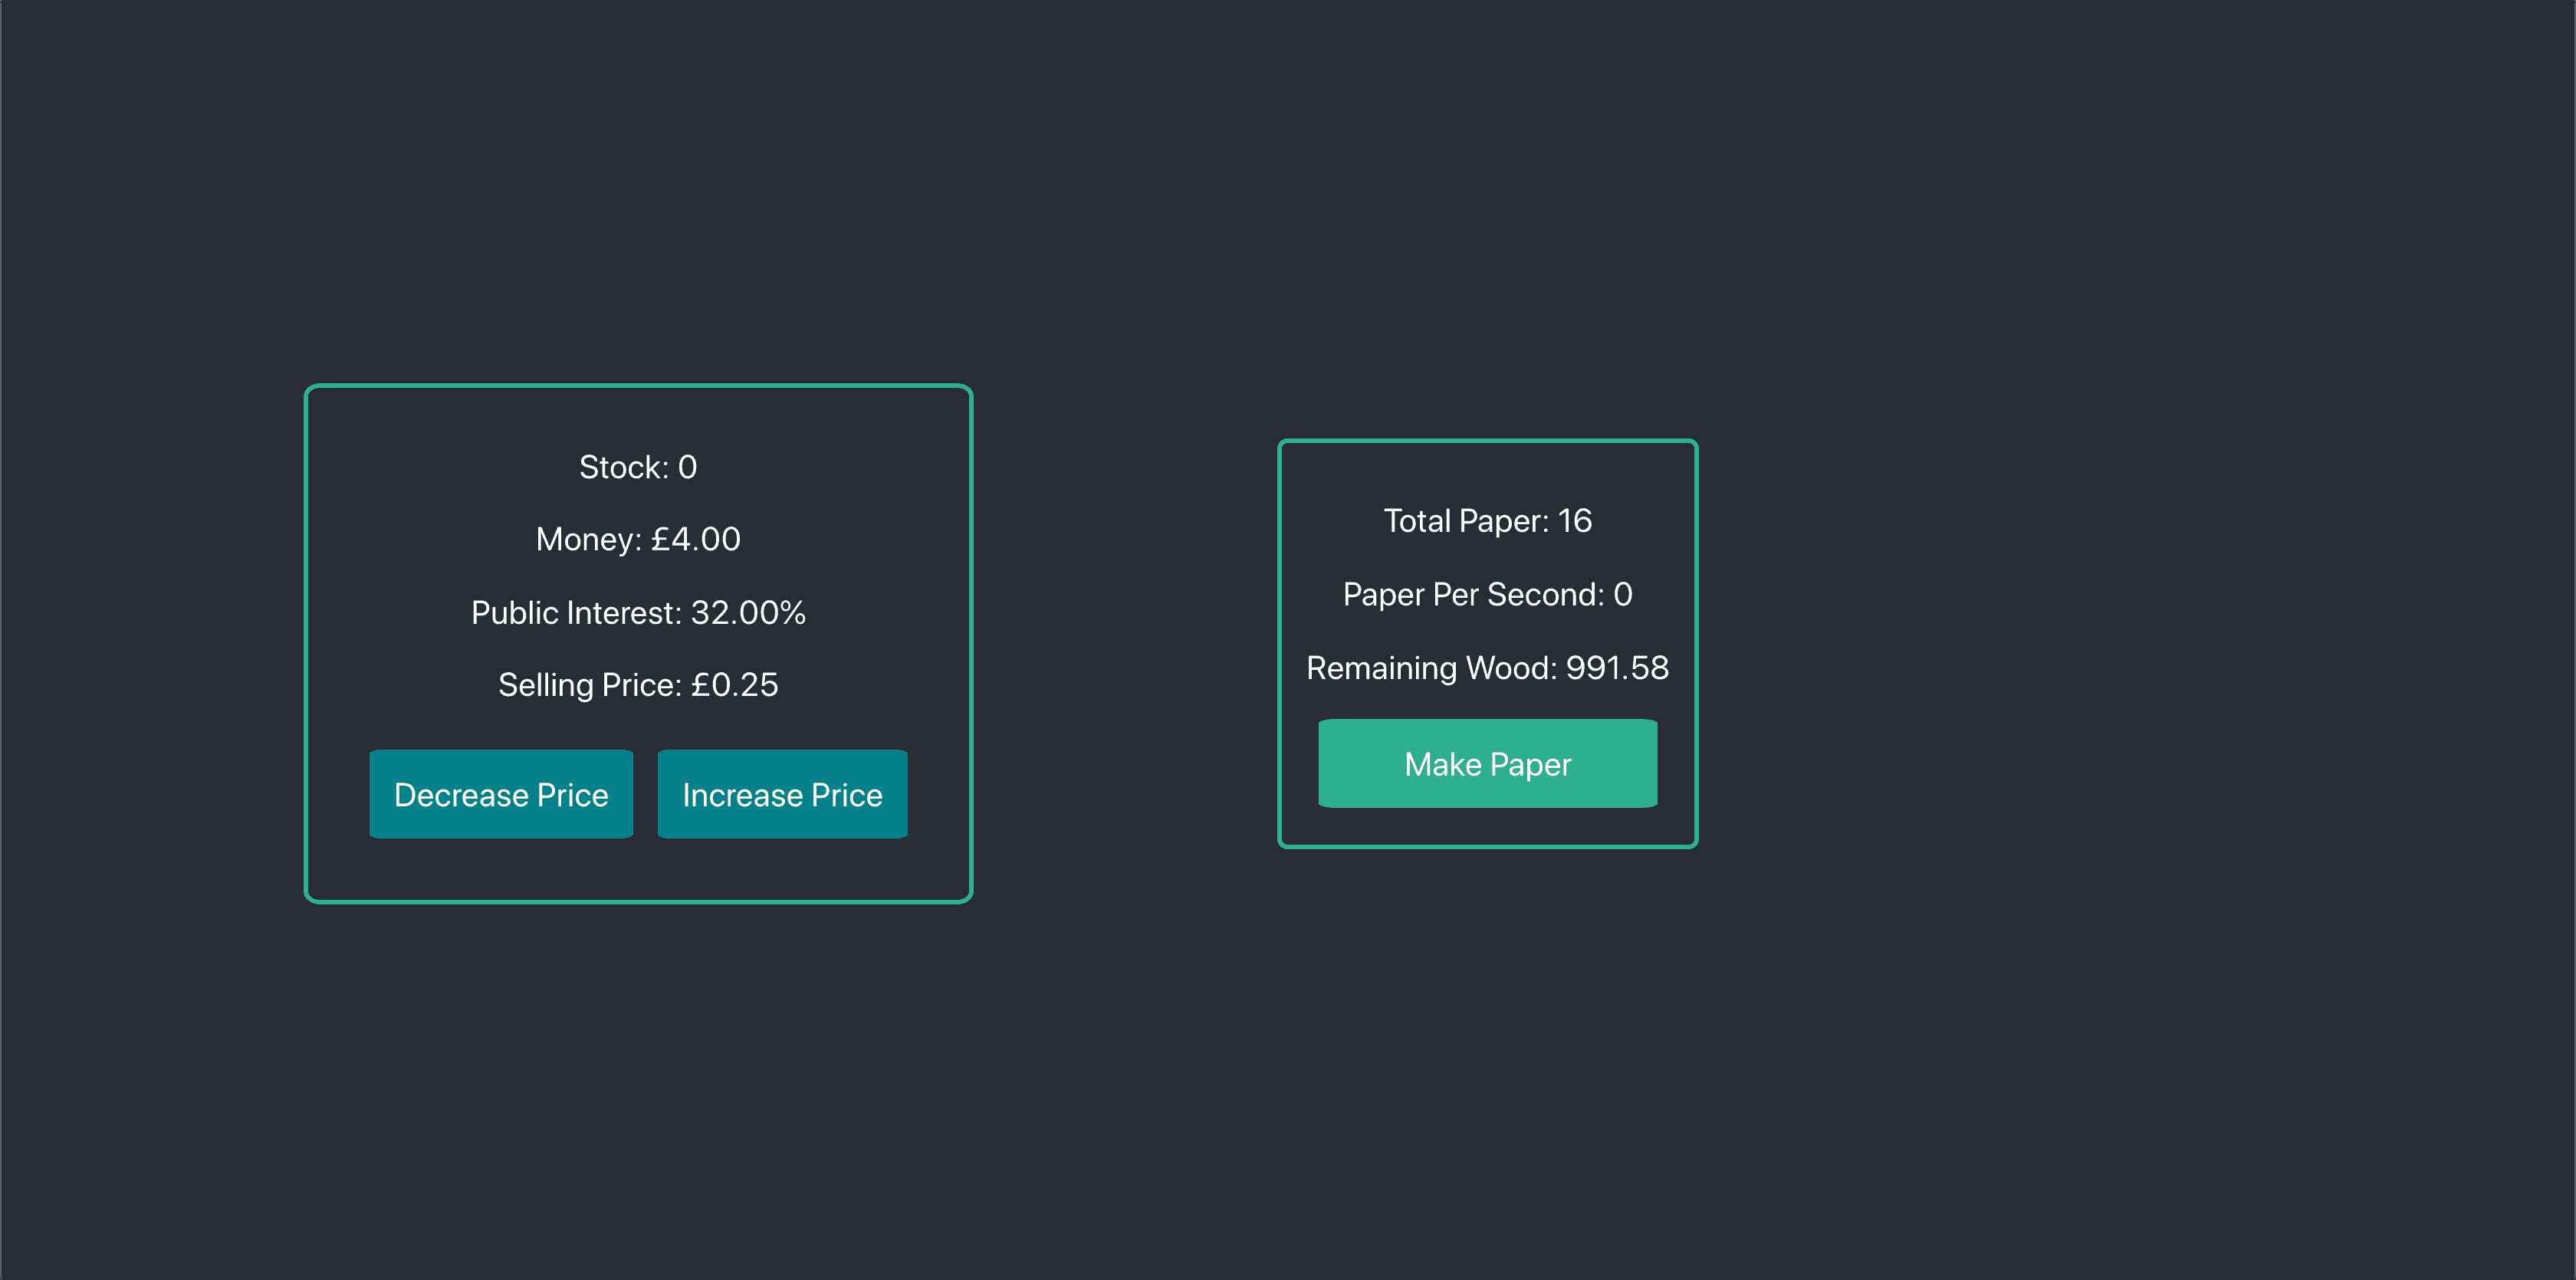 Stock: 0
Money: £4.00
Public Interest: 32.00%
Selling Price: £0.25
Decrease Price
Increase Price
Total Paper: 16
Paper Per Second: 0
Remaining Wood: 991.58
Make Paper